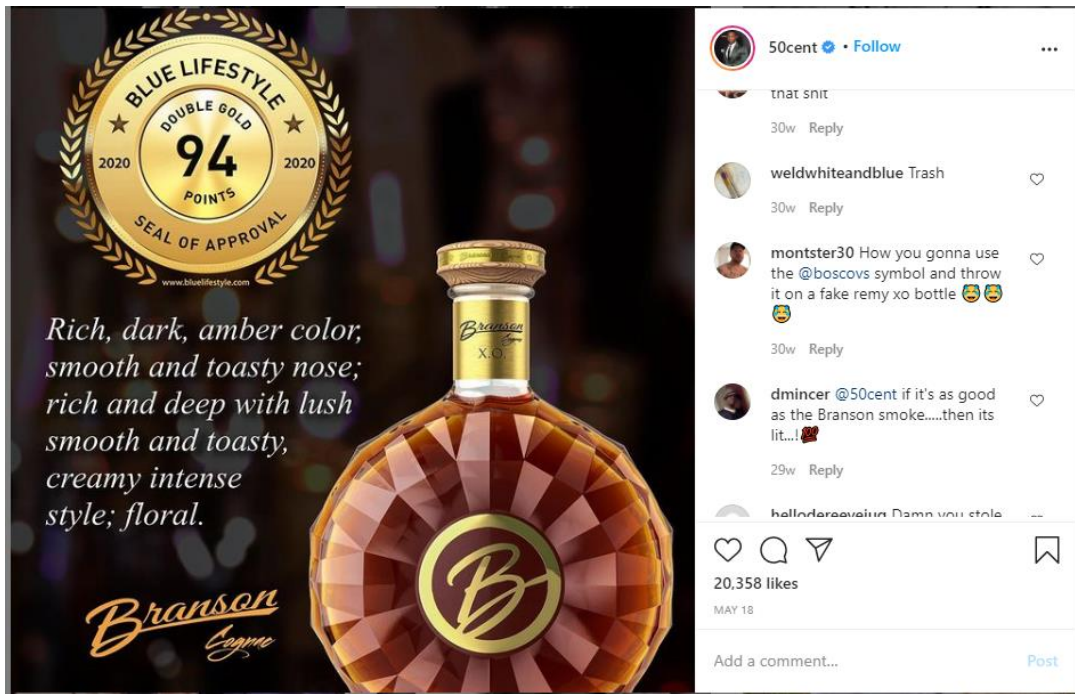 BLUE LIFESTYLE
DOUBLE GOLD
2020 94 2020
POINTS
SEAL OF APPROVAL
www.bluelifestyle.com
Rich, dark, amber color,
smooth and toasty nose;
rich and deep with lush
smooth and toasty,
creamy intense
style; floral.
Branson
Cognac
Branson
Cognac
X.O.
B
50cent • Follow
that shit
30w Reply
weldwhiteandblue Trash
30w Reply
montster30 How you gonna use
the @boscovs symbol and throw
it on a fake remy xo bottle 😂😂
😂
30w Reply
dmincer @50cent if it's as good
as the Branson smoke.....then its
lit...!💯
29w Reply
hellodereevejug Damn you stole
20,358 likes
MAY 18
Add a comment...
Post